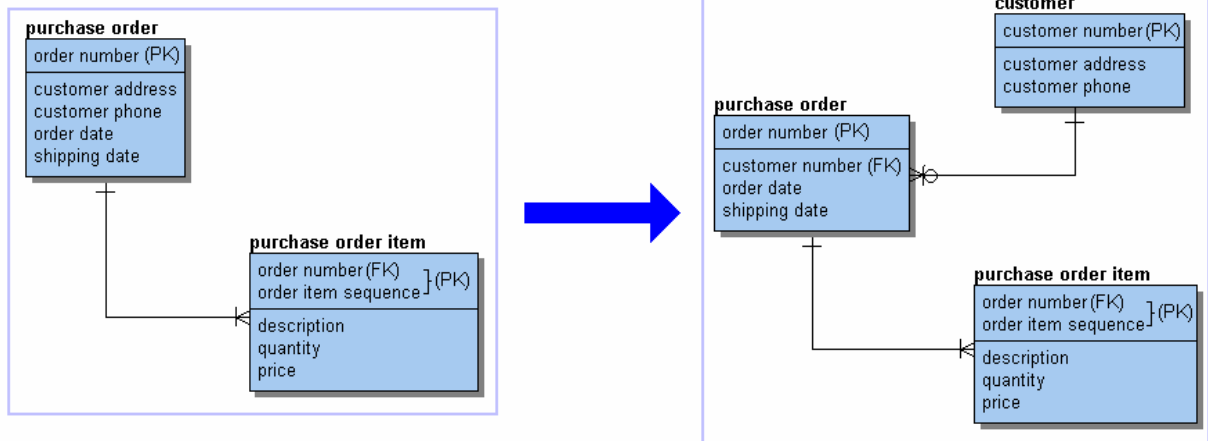 purchase order
order number (PK)
customer address
customer phone
order date
shipping date
purchase order item
order number (FK)
order item sequence } (PK)
description
quantity
price
customer
customer number (PK)
customer address
customer phone
purchase order
order number (PK)
customer number (FK)
order date
shipping date
purchase order item
order number (FK)
order item sequence } (PK)
description
quantity
price